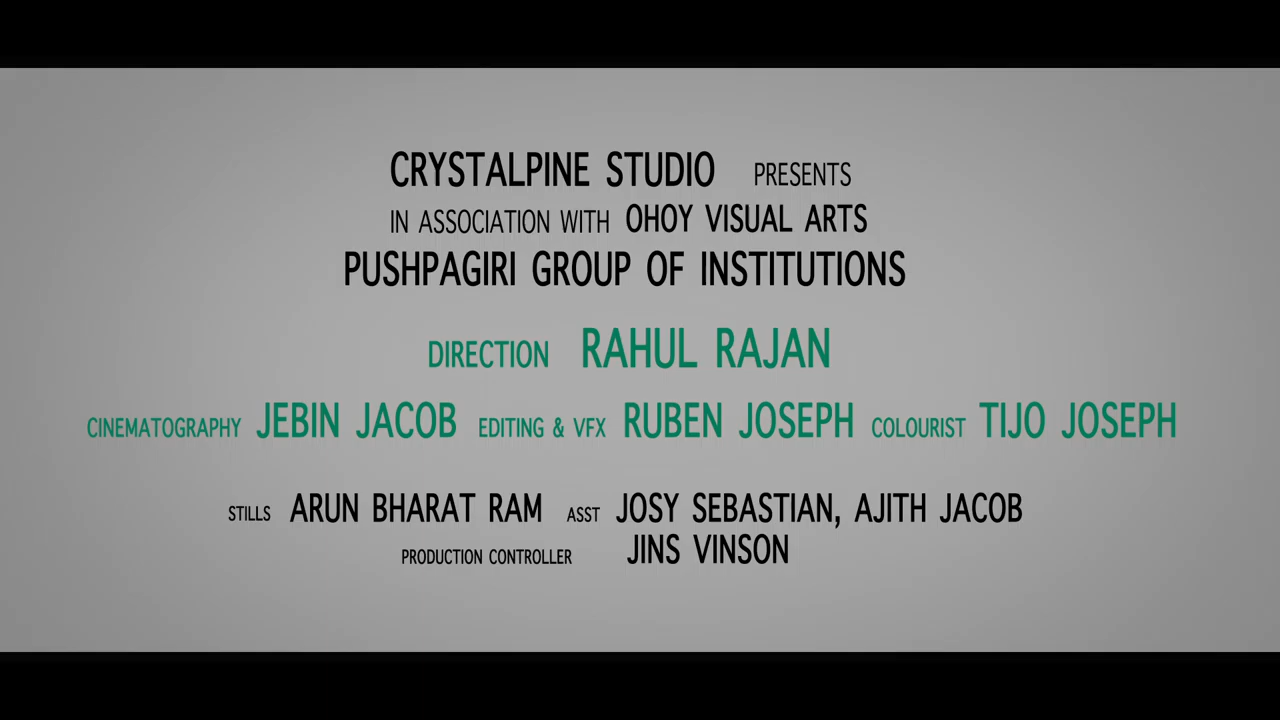 CRYSTALPINE STUDIO PRESENTS
IN ASSOCIATION WITH OHOY VISUAL ARTS
PUSHPAGIRI GROUP OF INSTITUTIONS
DIRECTION RAHUL RAJAN
CINEMATOGRAPHY JEBIN JACOB EDITING & VFX RUBEN JOSEPH COLOURIST TIJO JOSEPH
STILLS ARUN BHARAT RAM ASST JOSY SEBASTIAN, AJITH JACOB
PRODUCTION CONTROLLER JINS VINSON